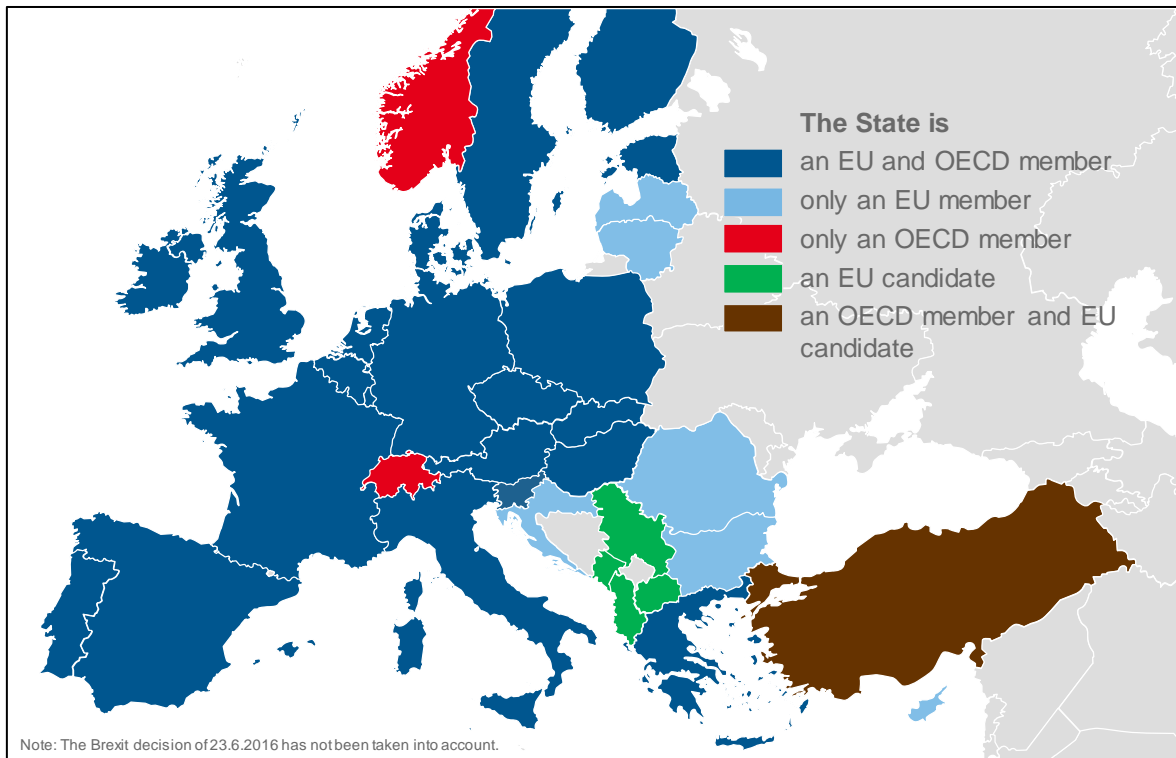 The State is
an EU and OECD member
only an EU member
only an OECD member
an EU candidate
an OECD member and EU
candidate
Note: The Brexit decision of 23.6.2016 has not been taken into account.